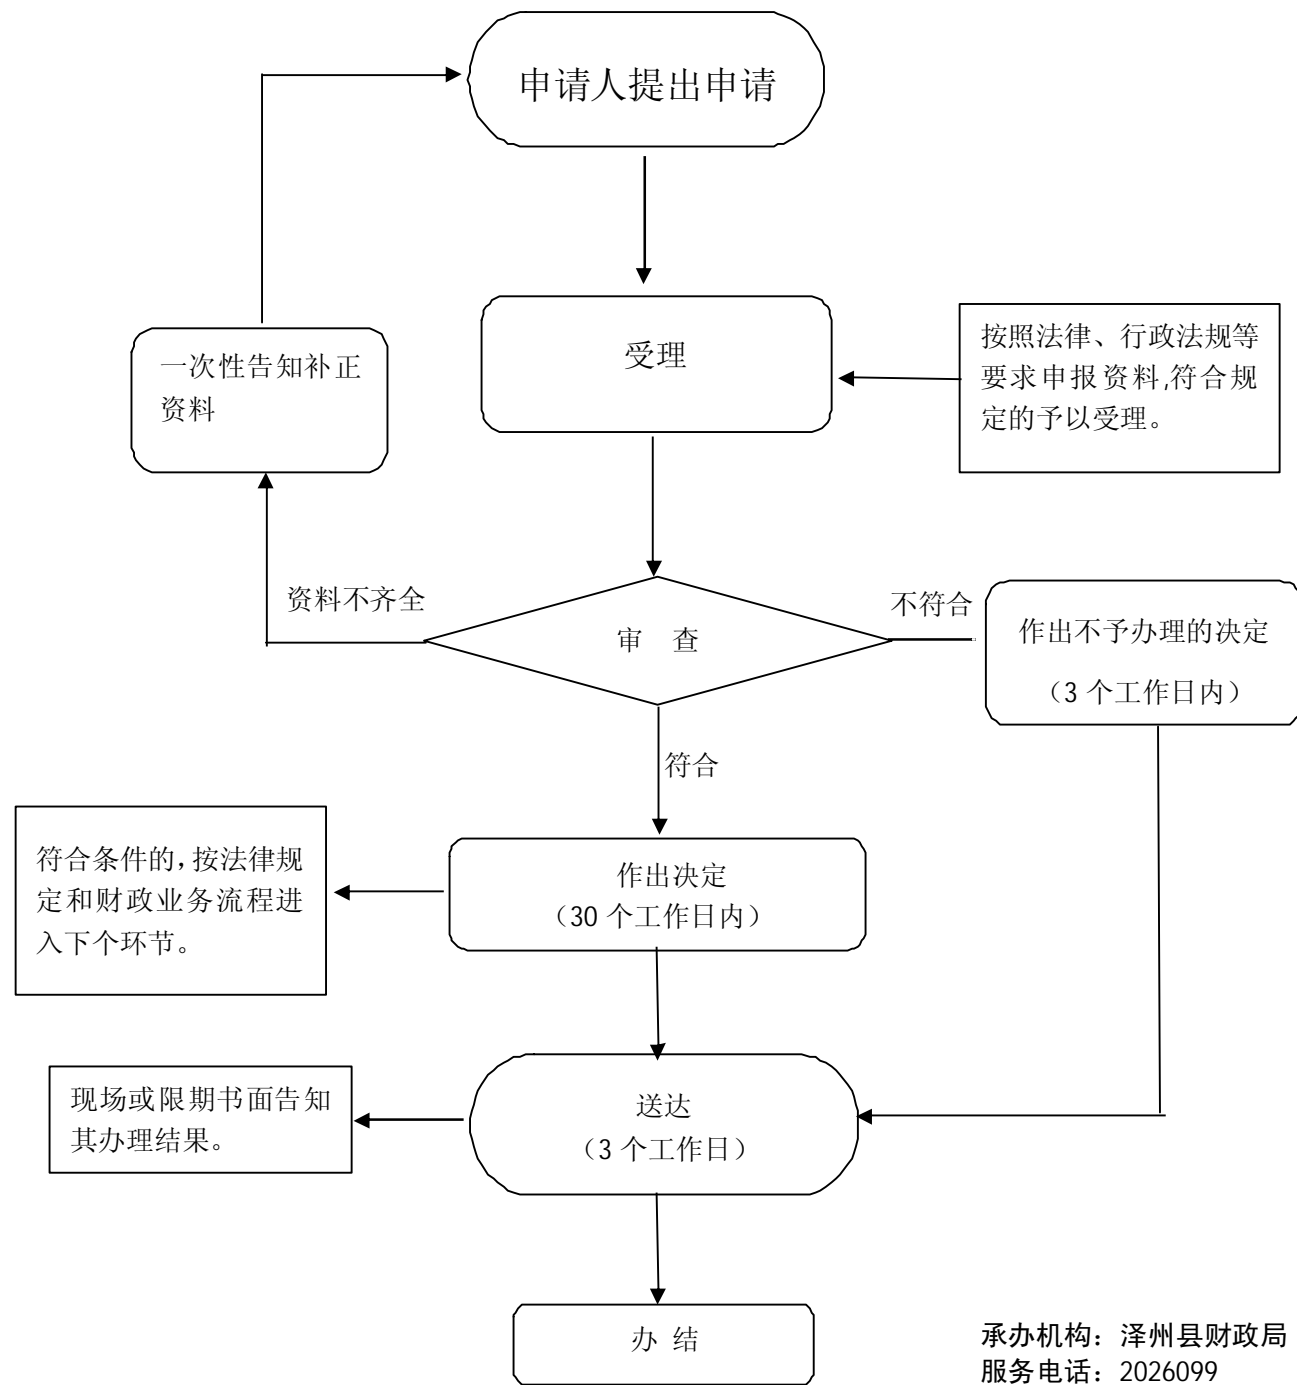 申请人提出申请
受理
按照法律、行政法规等
要求申报资料,符合规
定的予以受理。
一次性告知补正
资料
资料不齐全
审 查
不符合
作出不予办理的决定
（3 个工作日内）
符合
符合条件的，按法律规
定和财政业务流程进
入下个环节。
作出决定
（30 个工作日内）
现场或限期书面告知
其办理结果。
送达
（3 个工作日）
办 结
承办机构：泽州县财政局
服务电话：2026099